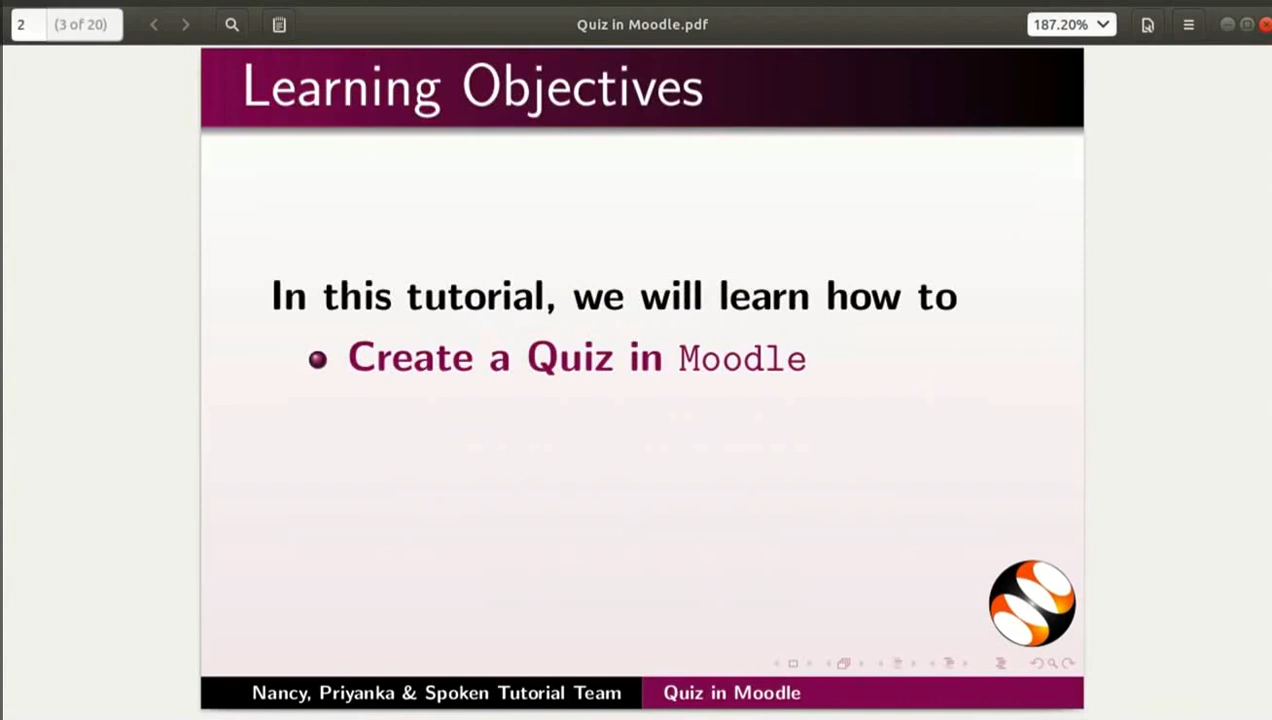 2 (3 of 20) Quiz in Moodle.pdf 187.20%
Learning Objectives
In this tutorial, we will learn how to
Create a Quiz in Moodle
Nancy, Priyanka & Spoken Tutorial Team Quiz in Moodle